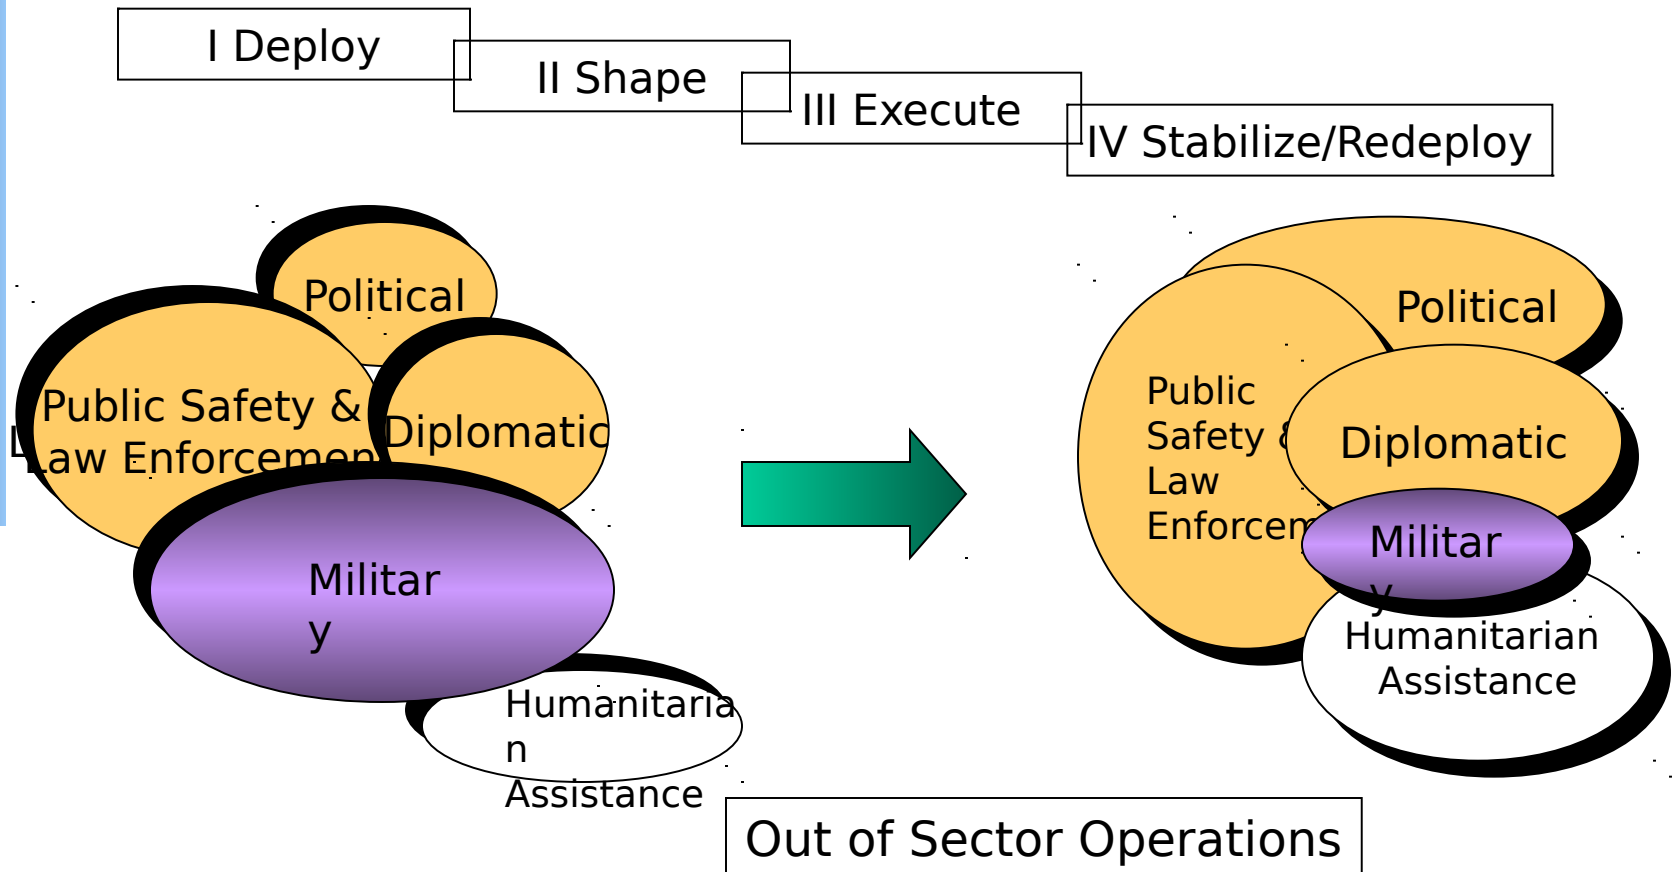 I Deploy
II Shape
III Execute
IV Stabilize/Redeploy
Political
Public Safety &
Law Enforcemen
Diplomatic
Militar
y
Humanitaria
n
Assistance
Political
Public
Safety &
Law
Enforcem
Diplomatic
Militar
y
Humanitarian
Assistance
Out of Sector Operations